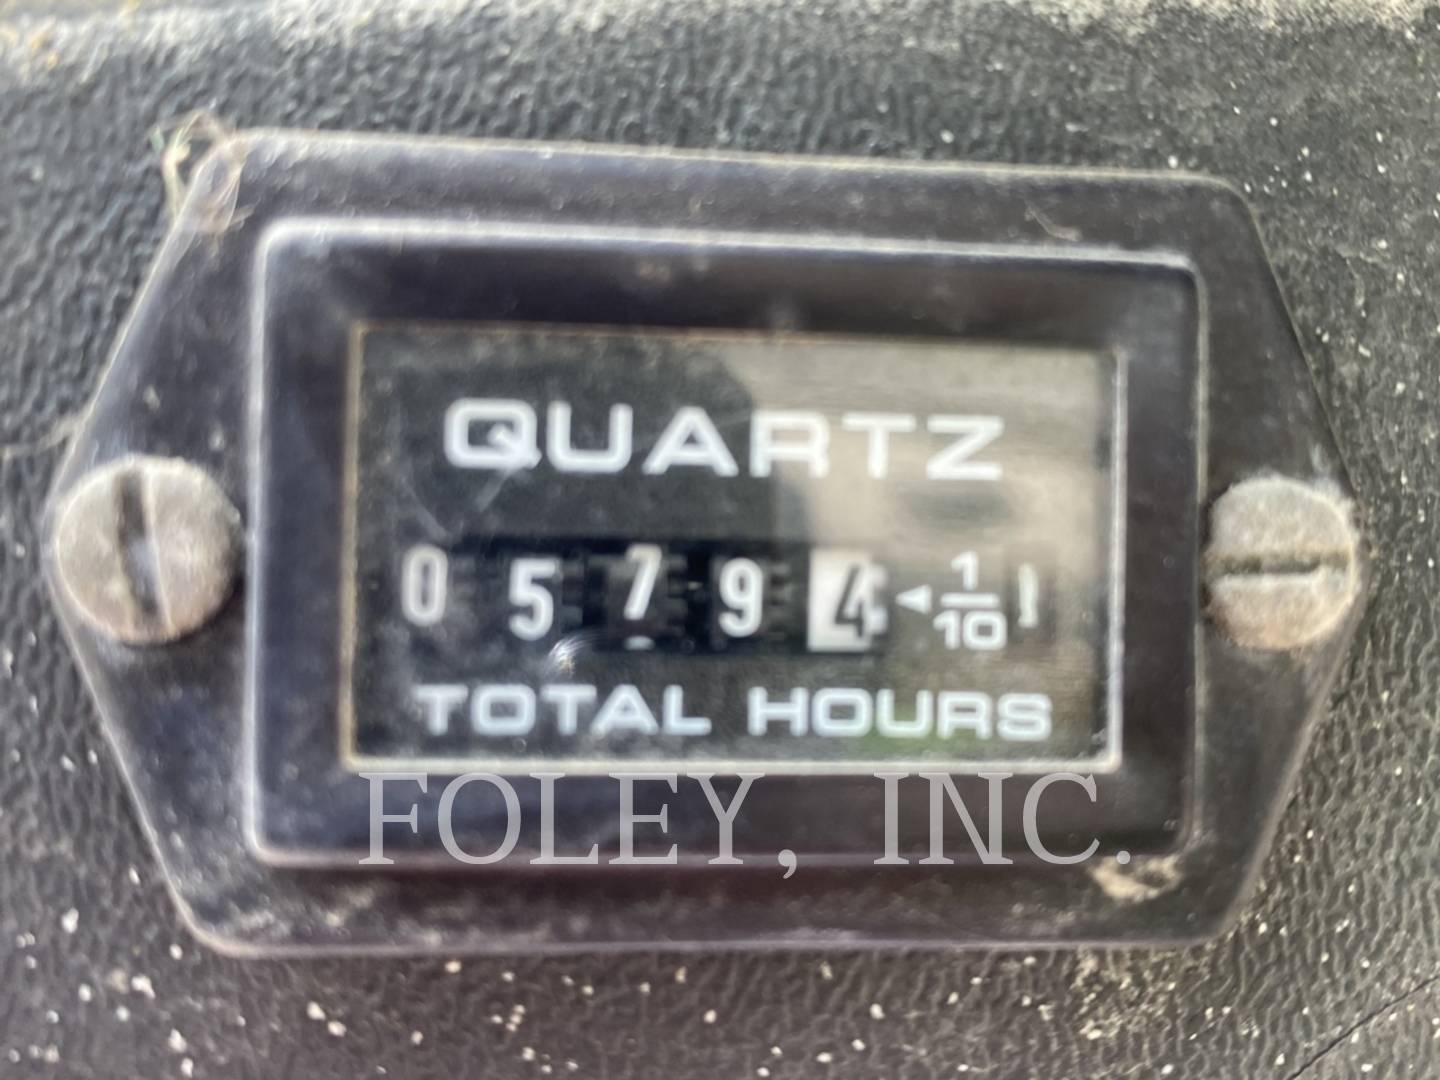 QUARTZ
0 5 7 9 4 ◄ 1/10
TOTAL HOURS
FOLEY, INC.